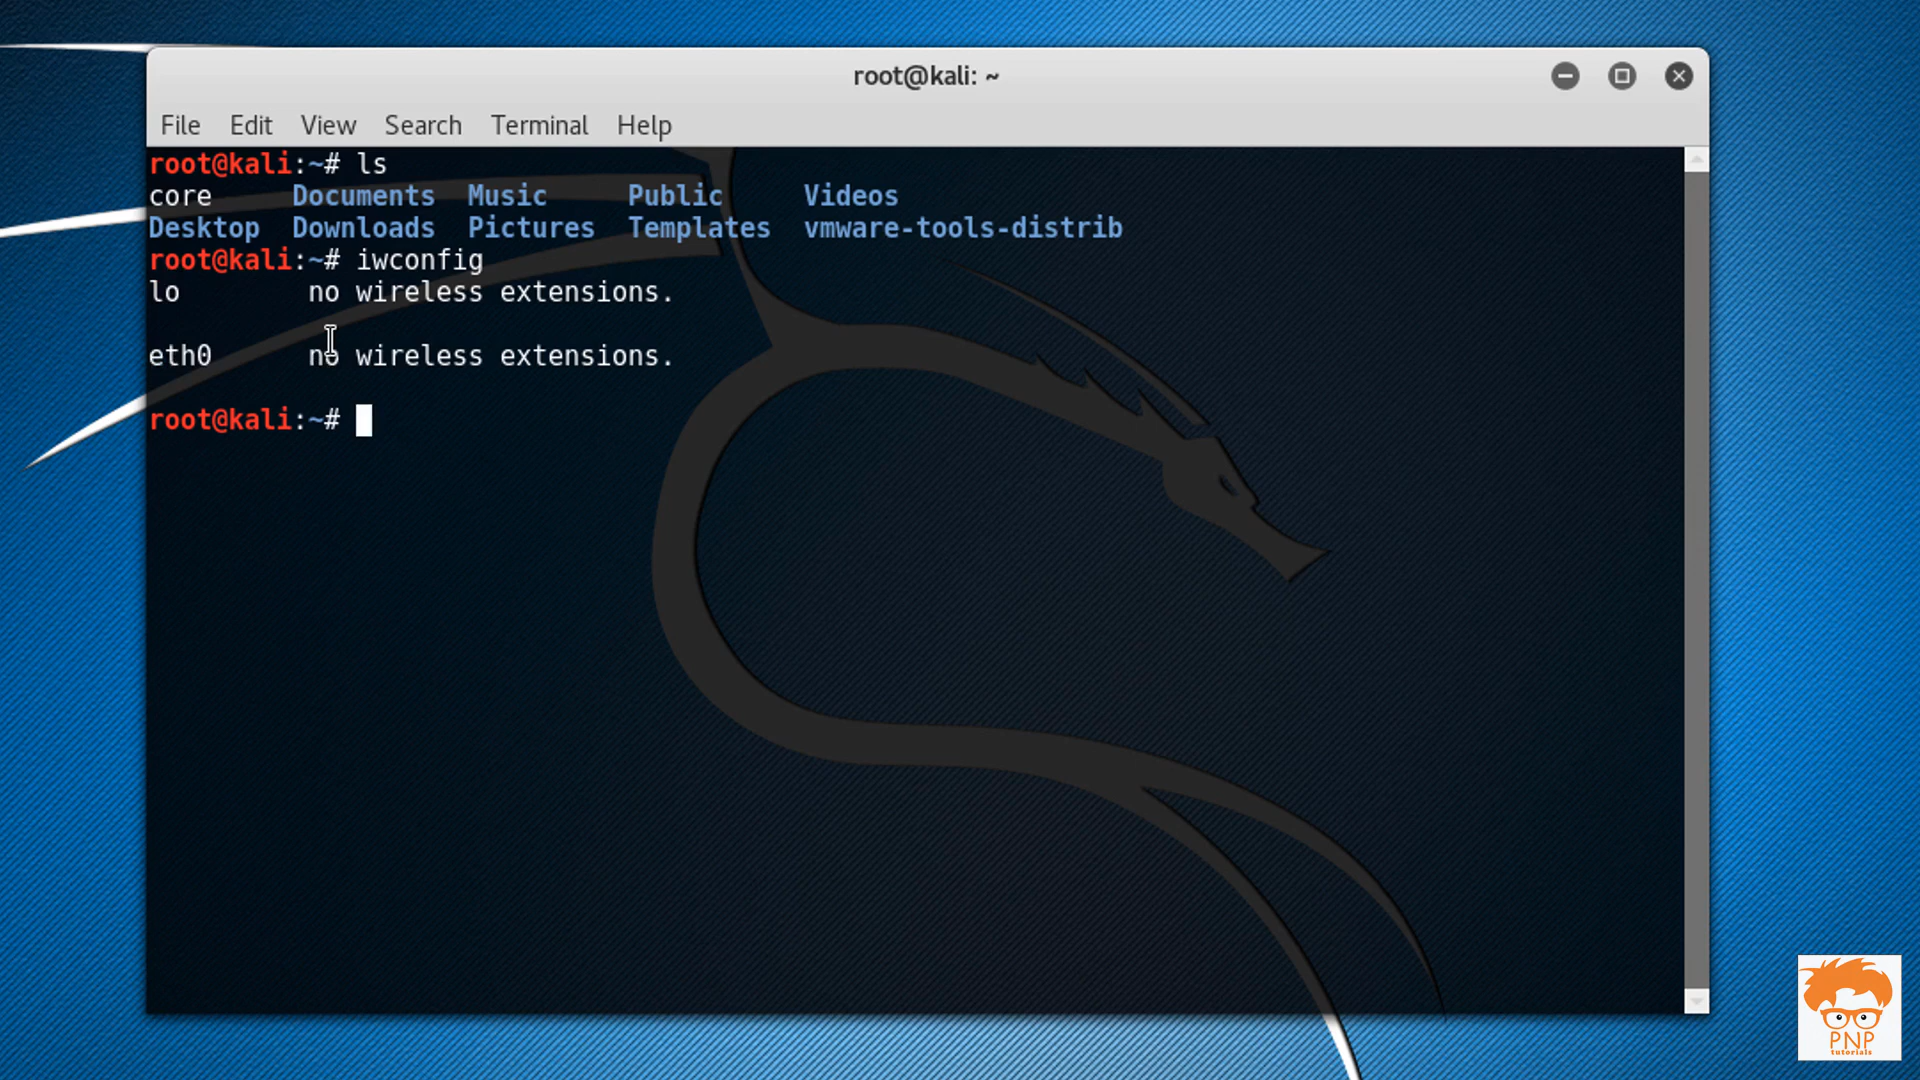 root@kali: ~
File Edit View Search Terminal Help
root@kali:~# ls
core Documents Music Public Videos
Desktop Downloads Pictures Templates vmware-tools-distrib
root@kali:~# iwconfig
lo no wireless extensions.
eth0 no wireless extensions.
root@kali:~#
PNP
tutorials